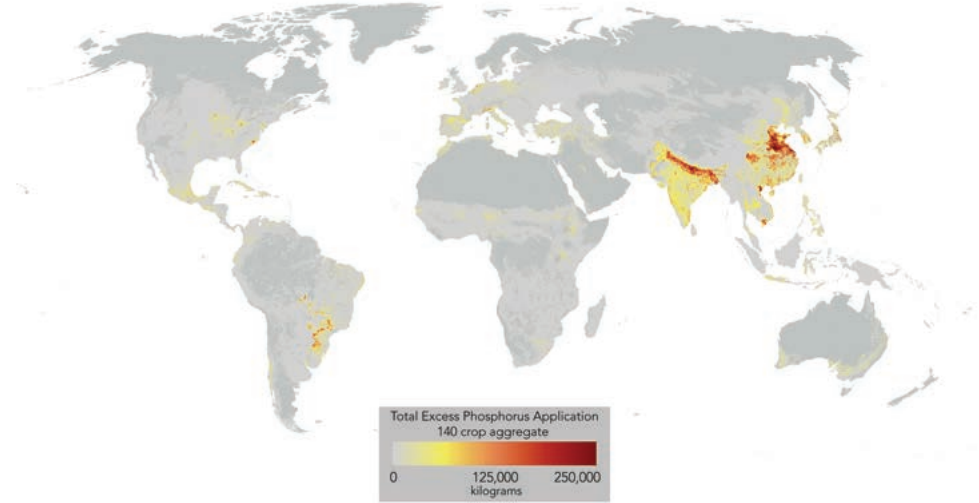 Total Excess Phosphorus Application
140 crop aggregate
0 125,000 250,000
kilograms